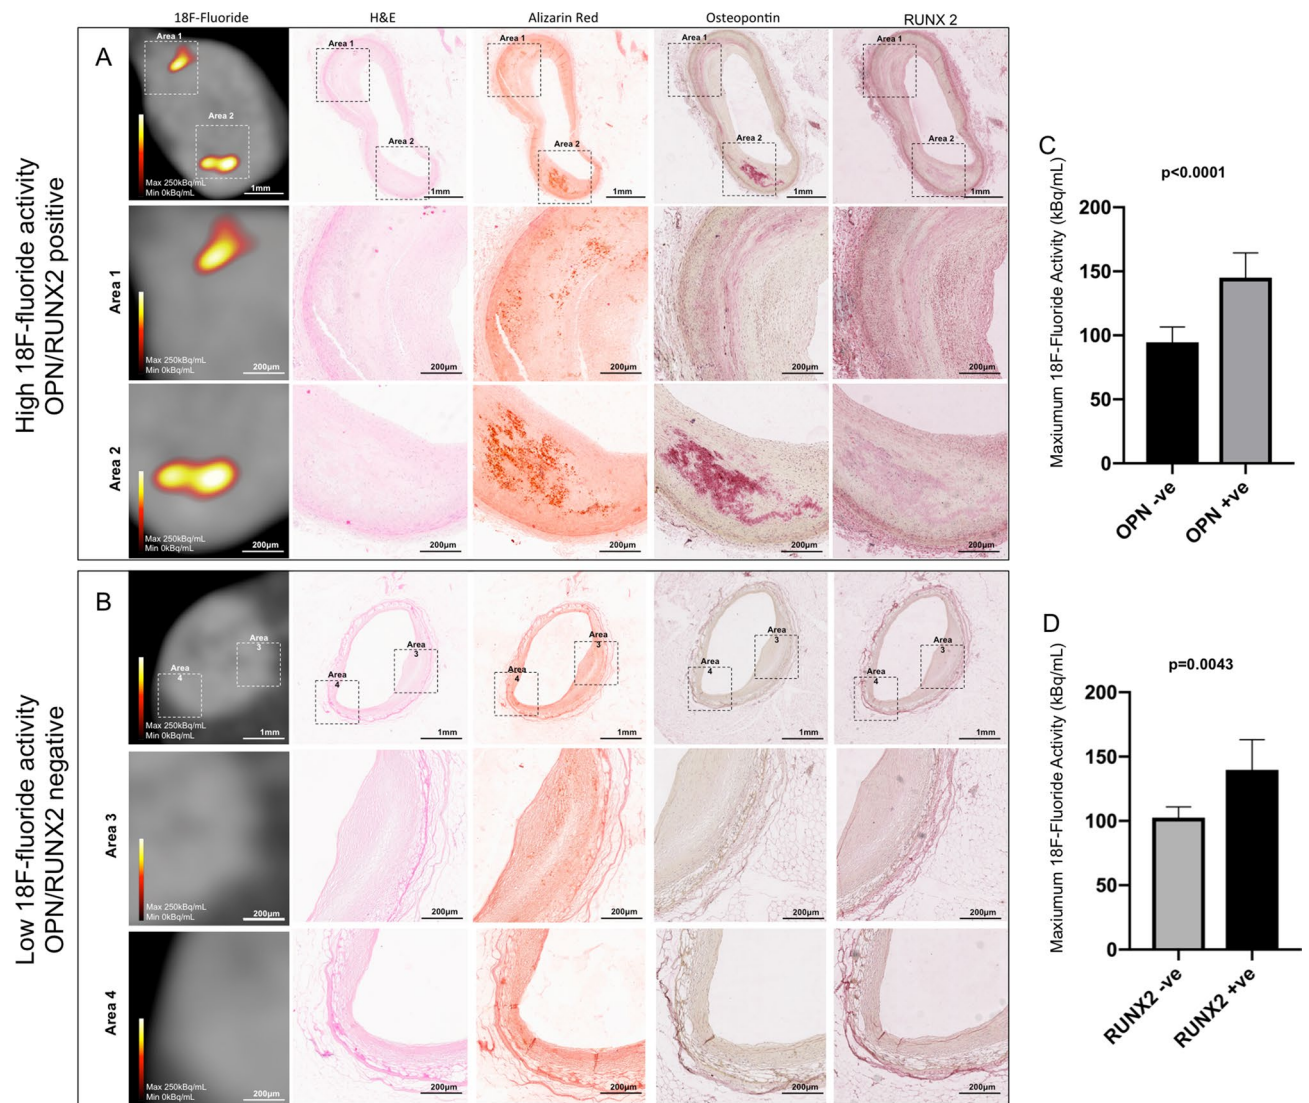 18F-Fluoride H&E Alizarin Red Osteopontin RUNX 2
High 18F-fluoride activity
OPN/RUNX2 positive
A
Area 1
Area 2
Max 250kBq/mL
Min 0kBq/mL
1mm
Area 1
Area 2
1mm
Area 1
Area 2
1mm
Area 1
Area 2
1mm
Area 1
Area 2
1mm
Area 1
Max 250kBq/mL
Min 0kBq/mL
200µm
200µm
200µm
200µm
200µm
Area 2
Max 250kBq/mL
Min 0kBq/mL
200µm
200µm
200µm
200µm
200µm
Low 18F-fluoride activity
OPN/RUNX2 negative
B
Area
3
Area
4
Max 250kBq/mL
Min 0kBq/mL
1mm
Area
3
Area
4
1mm
Area
3
Area
4
1mm
Area
3
Area
4
1mm
Area
3
Area
4
1mm
Area 3
Max 250kBq/mL
Min 0kBq/mL
200µm
200µm
200µm
200µm
200µm
Area 4
Max 250kBq/mL
Min 0kBq/mL
200µm
200µm
200µm
200µm
200µm
C
p<0.0001
Maxiumum 18F-Fluoride Activity (kBq/mL)
200
150
100
50
0
OPN -ve
OPN +ve
D
p=0.0043
Maxiumum 18F-Fluoride Activity (kBq/mL)
200
150
100
50
0
RUNX2 -ve
RUNX2 +ve